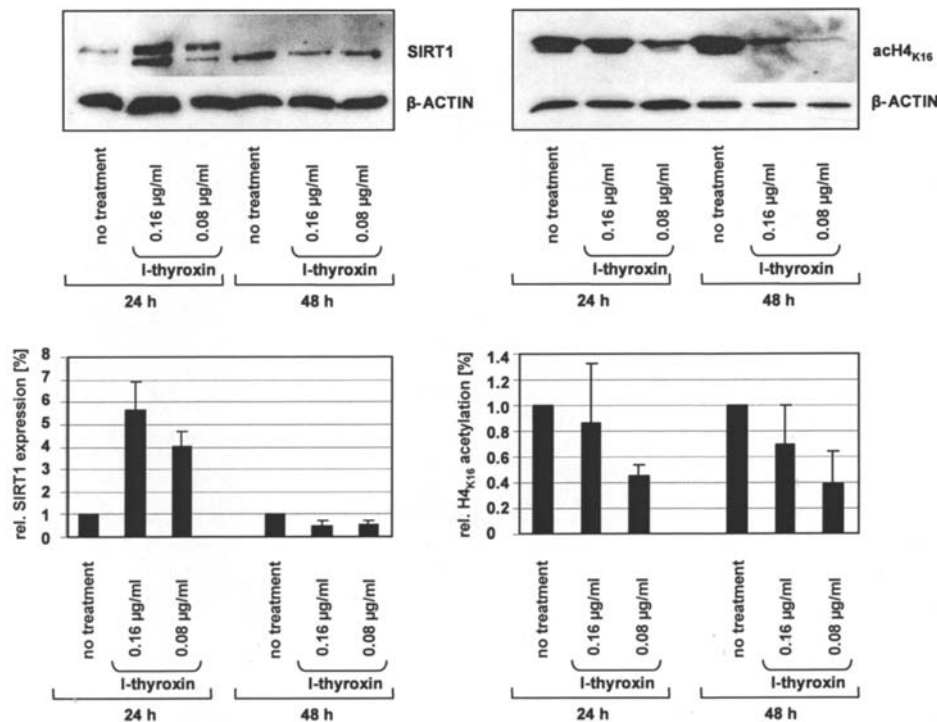 SIRT1
β-ACTIN
no treatment
0.16 µg/ml
0.08 µg/ml
no treatment
0.16 µg/ml
0.08 µg/ml
l-thyroxin
l-thyroxin
24 h
48 h
acH4K16
β-ACTIN
no treatment
0.16 µg/ml
0.08 µg/ml
no treatment
0.16 µg/ml
0.08 µg/ml
l-thyroxin
l-thyroxin
24 h
48 h
rel. SIRT1 expression [%]
8
7
6
5
4
3
2
1
0
no treatment
0.16 µg/ml
0.08 µg/ml
no treatment
0.16 µg/ml
0.08 µg/ml
l-thyroxin
l-thyroxin
24 h
48 h
rel. H4K16 acetylation [%]
1.4
1.2
1.0
0.8
0.6
0.4
0.2
0
no treatment
0.16 µg/ml
0.08 µg/ml
no treatment
0.16 µg/ml
0.08 µg/ml
l-thyroxin
l-thyroxin
24 h
48 h